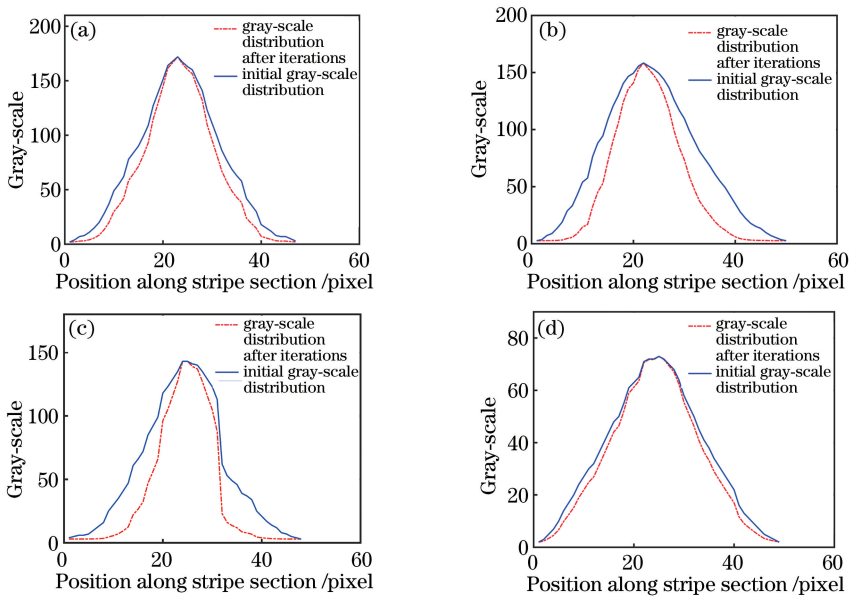 (a)
gray-scale
distribution
after iterations
initial gray-scale
distribution
200
150
100
50
0
0 20 40 60
Gray-scale
Position along stripe section /pixel
(b)
gray-scale
distribution
after iterations
initial gray-scale
distribution
200
150
100
50
0
0 20 40 60
Gray-scale
Position along stripe section /pixel
(c)
gray-scale
distribution
after iterations
initial gray-scale
distribution
150
100
50
0
0 20 40 60
Gray-scale
Position along stripe section /pixel
(d)
gray-scale
distribution
after iterations
initial gray-scale
distribution
80
60
40
20
0
0 20 40 60
Gray-scale
Position along stripe section /pixel